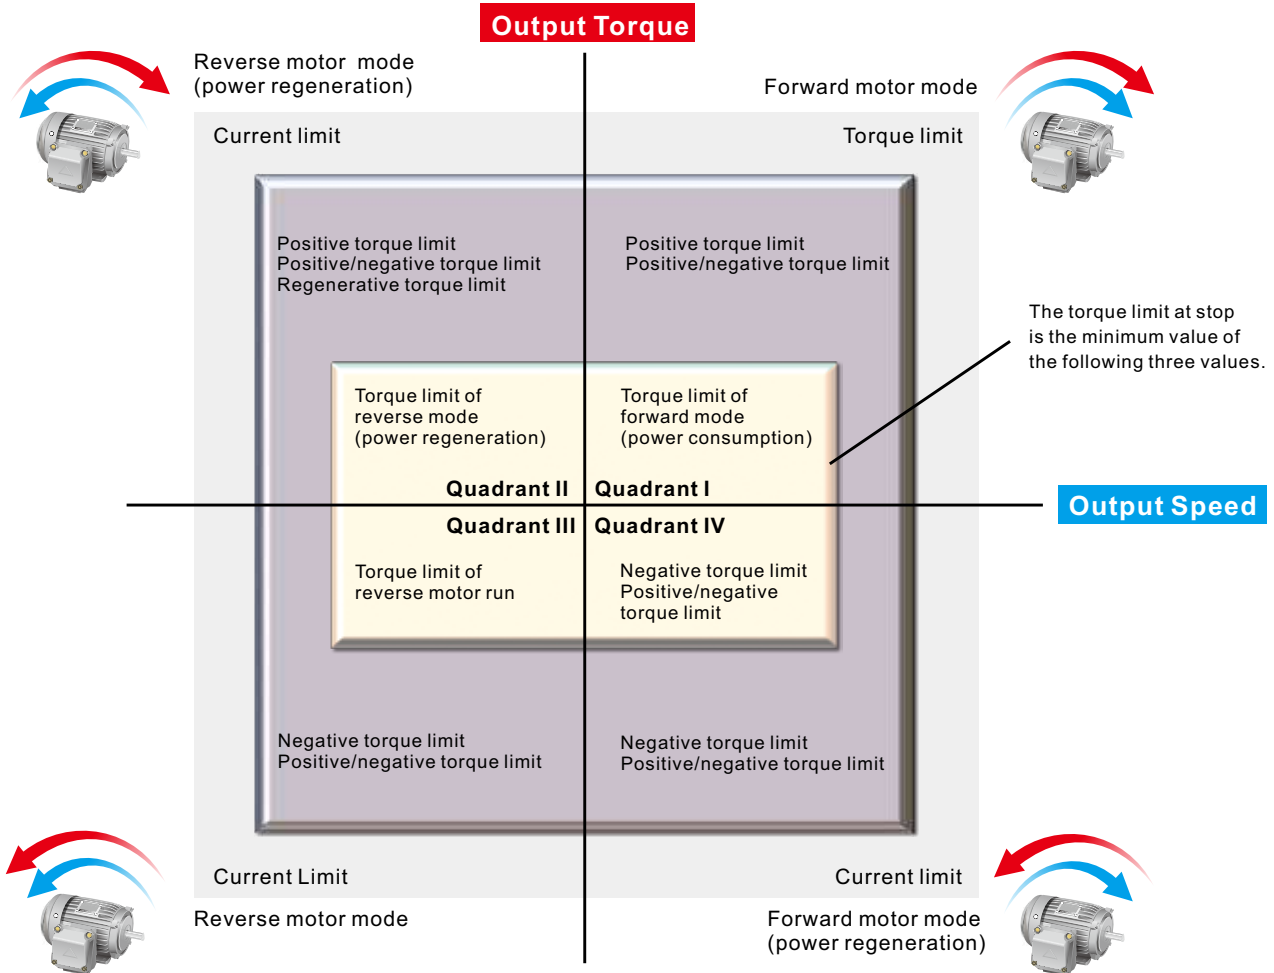 Output Torque
Reverse motor mode
(power regeneration)
Forward motor mode
Current limit
Torque limit
Positive torque limit
Positive/negative torque limit
Regenerative torque limit
Positive torque limit
Positive/negative torque limit
The torque limit at stop
is the minimum value of
the following three values.
Torque limit of
reverse mode
(power regeneration)
Torque limit of
forward mode
(power consumption)
Quadrant II
Quadrant I
Output Speed
Quadrant III
Quadrant IV
Torque limit of
reverse motor run
Negative torque limit
Positive/negative
torque limit
Negative torque limit
Positive/negative torque limit
Negative torque limit
Positive/negative torque limit
Current Limit
Current limit
Reverse motor mode
Forward motor mode
(power regeneration)